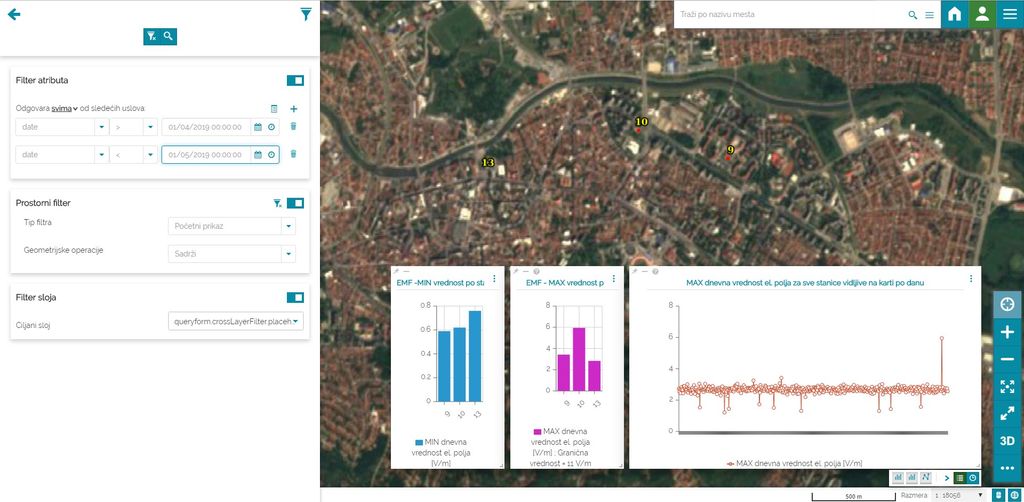 Traži po nazivu mesta
Filter atributa
Odgovara svima od sledećih uslova:
date > 01/04/2019 00:00:00
date < 01/05/2019 00:00:00
Prostorni filter
Tip filtra
Početni prikaz
Geometrijske operacije
Sadrži
Filter sloja
Ciljani sloj
queryform.crossLayerFilter.placeh
10
9
13
EMF -MIN vrednost po sta
0.8
0.6
0.4
0.2
0
9 10 13
MIN dnevna
vrednost el. polja
[V/m]
EMF - MAX vrednost p
8
6
4
2
0
9 10 13
MAX dnevna
vrednost el. polja
[V/m] , Granična
vrednost = 11 V/m
MAX dnevna vrednost el. polja za sve stanice vidljive na karti po danu
8
6
4
2
0
MAX dnevna vrednost el. polja [V/m]
3D
500 m
Razmera: 1 : 18056